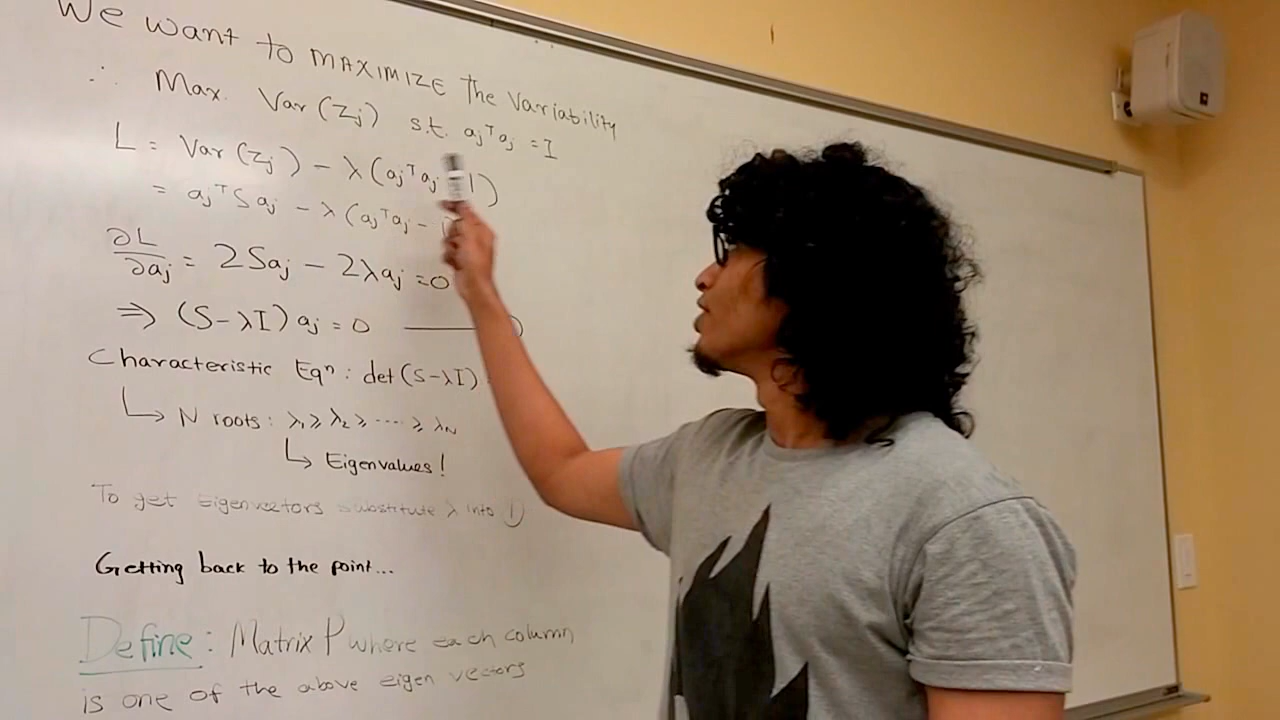 We want to MAXIMIZE the variability
∴ Max. Var(Zj) s.t. ajᵀaj = I
L = Var(Zj) - λ(ajᵀaj 1)
= ajᵀSaj - λ(ajᵀaj -
∂L/∂aj = 2Saj - 2λaj = 0
⇒ (S-λI) aj = 0
Characteristic Eqⁿ: det(S-λI)
↳ N roots: λ₁ ≥ λ₂ ≥ ···· ≥ λN
↳ Eigenvalues!
To get Eigenvectors substitute λ into 1)
Getting back to the point...
Define: Matrix P where each column
is one of the above eigen vectors